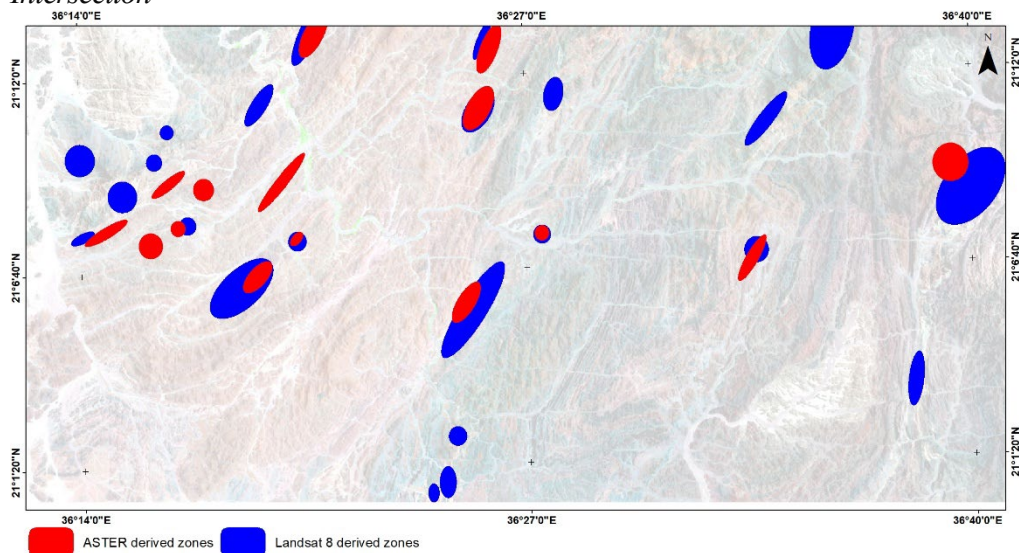 Intersection
36°14'0"E 36°27'0"E 36°40'0"E
N
21°12'0"N 21°12'0"N
21°6'40"N 21°6'40"N
21°1'20"N 21°1'20"N
36°14'0"E 36°27'0"E 36°40'0"E
ASTER derived zones Landsat 8 derived zones